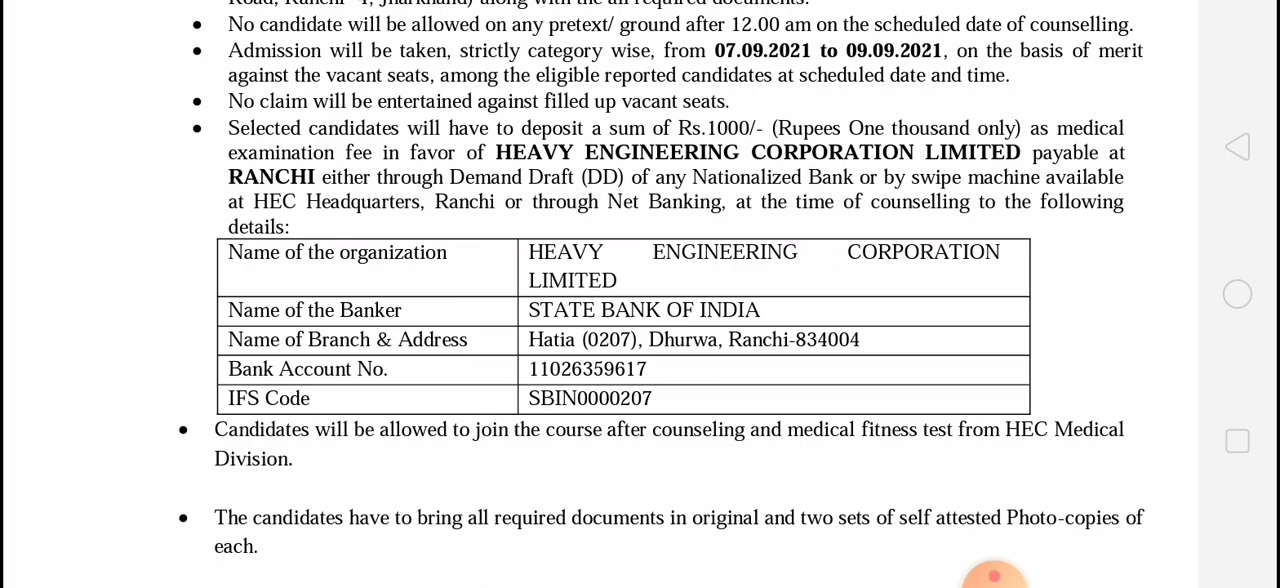 Road, Ranchi- 4, Jharkhand) along with the all required documents.
• No candidate will be allowed on any pretext/ ground after 12.00 am on the scheduled date of counselling.
• Admission will be taken, strictly category wise, from 07.09.2021 to 09.09.2021, on the basis of merit
against the vacant seats, among the eligible reported candidates at scheduled date and time.
• No claim will be entertained against filled up vacant seats.
• Selected candidates will have to deposit a sum of Rs.1000/- (Rupees One thousand only) as medical
examination fee in favor of HEAVY ENGINEERING CORPORATION LIMITED payable at
RANCHI either through Demand Draft (DD) of any Nationalized Bank or by swipe machine available
at HEC Headquarters, Ranchi or through Net Banking, at the time of counselling to the following
details:
Name of the organization HEAVY ENGINEERING CORPORATION
LIMITED
Name of the Banker STATE BANK OF INDIA
Name of Branch & Address Hatia (0207), Dhurwa, Ranchi-834004
Bank Account No. 11026359617
IFS Code SBIN0000207
• Candidates will be allowed to join the course after counseling and medical fitness test from HEC Medical
Division.
• The candidates have to bring all required documents in original and two sets of self attested Photo-copies of
each.